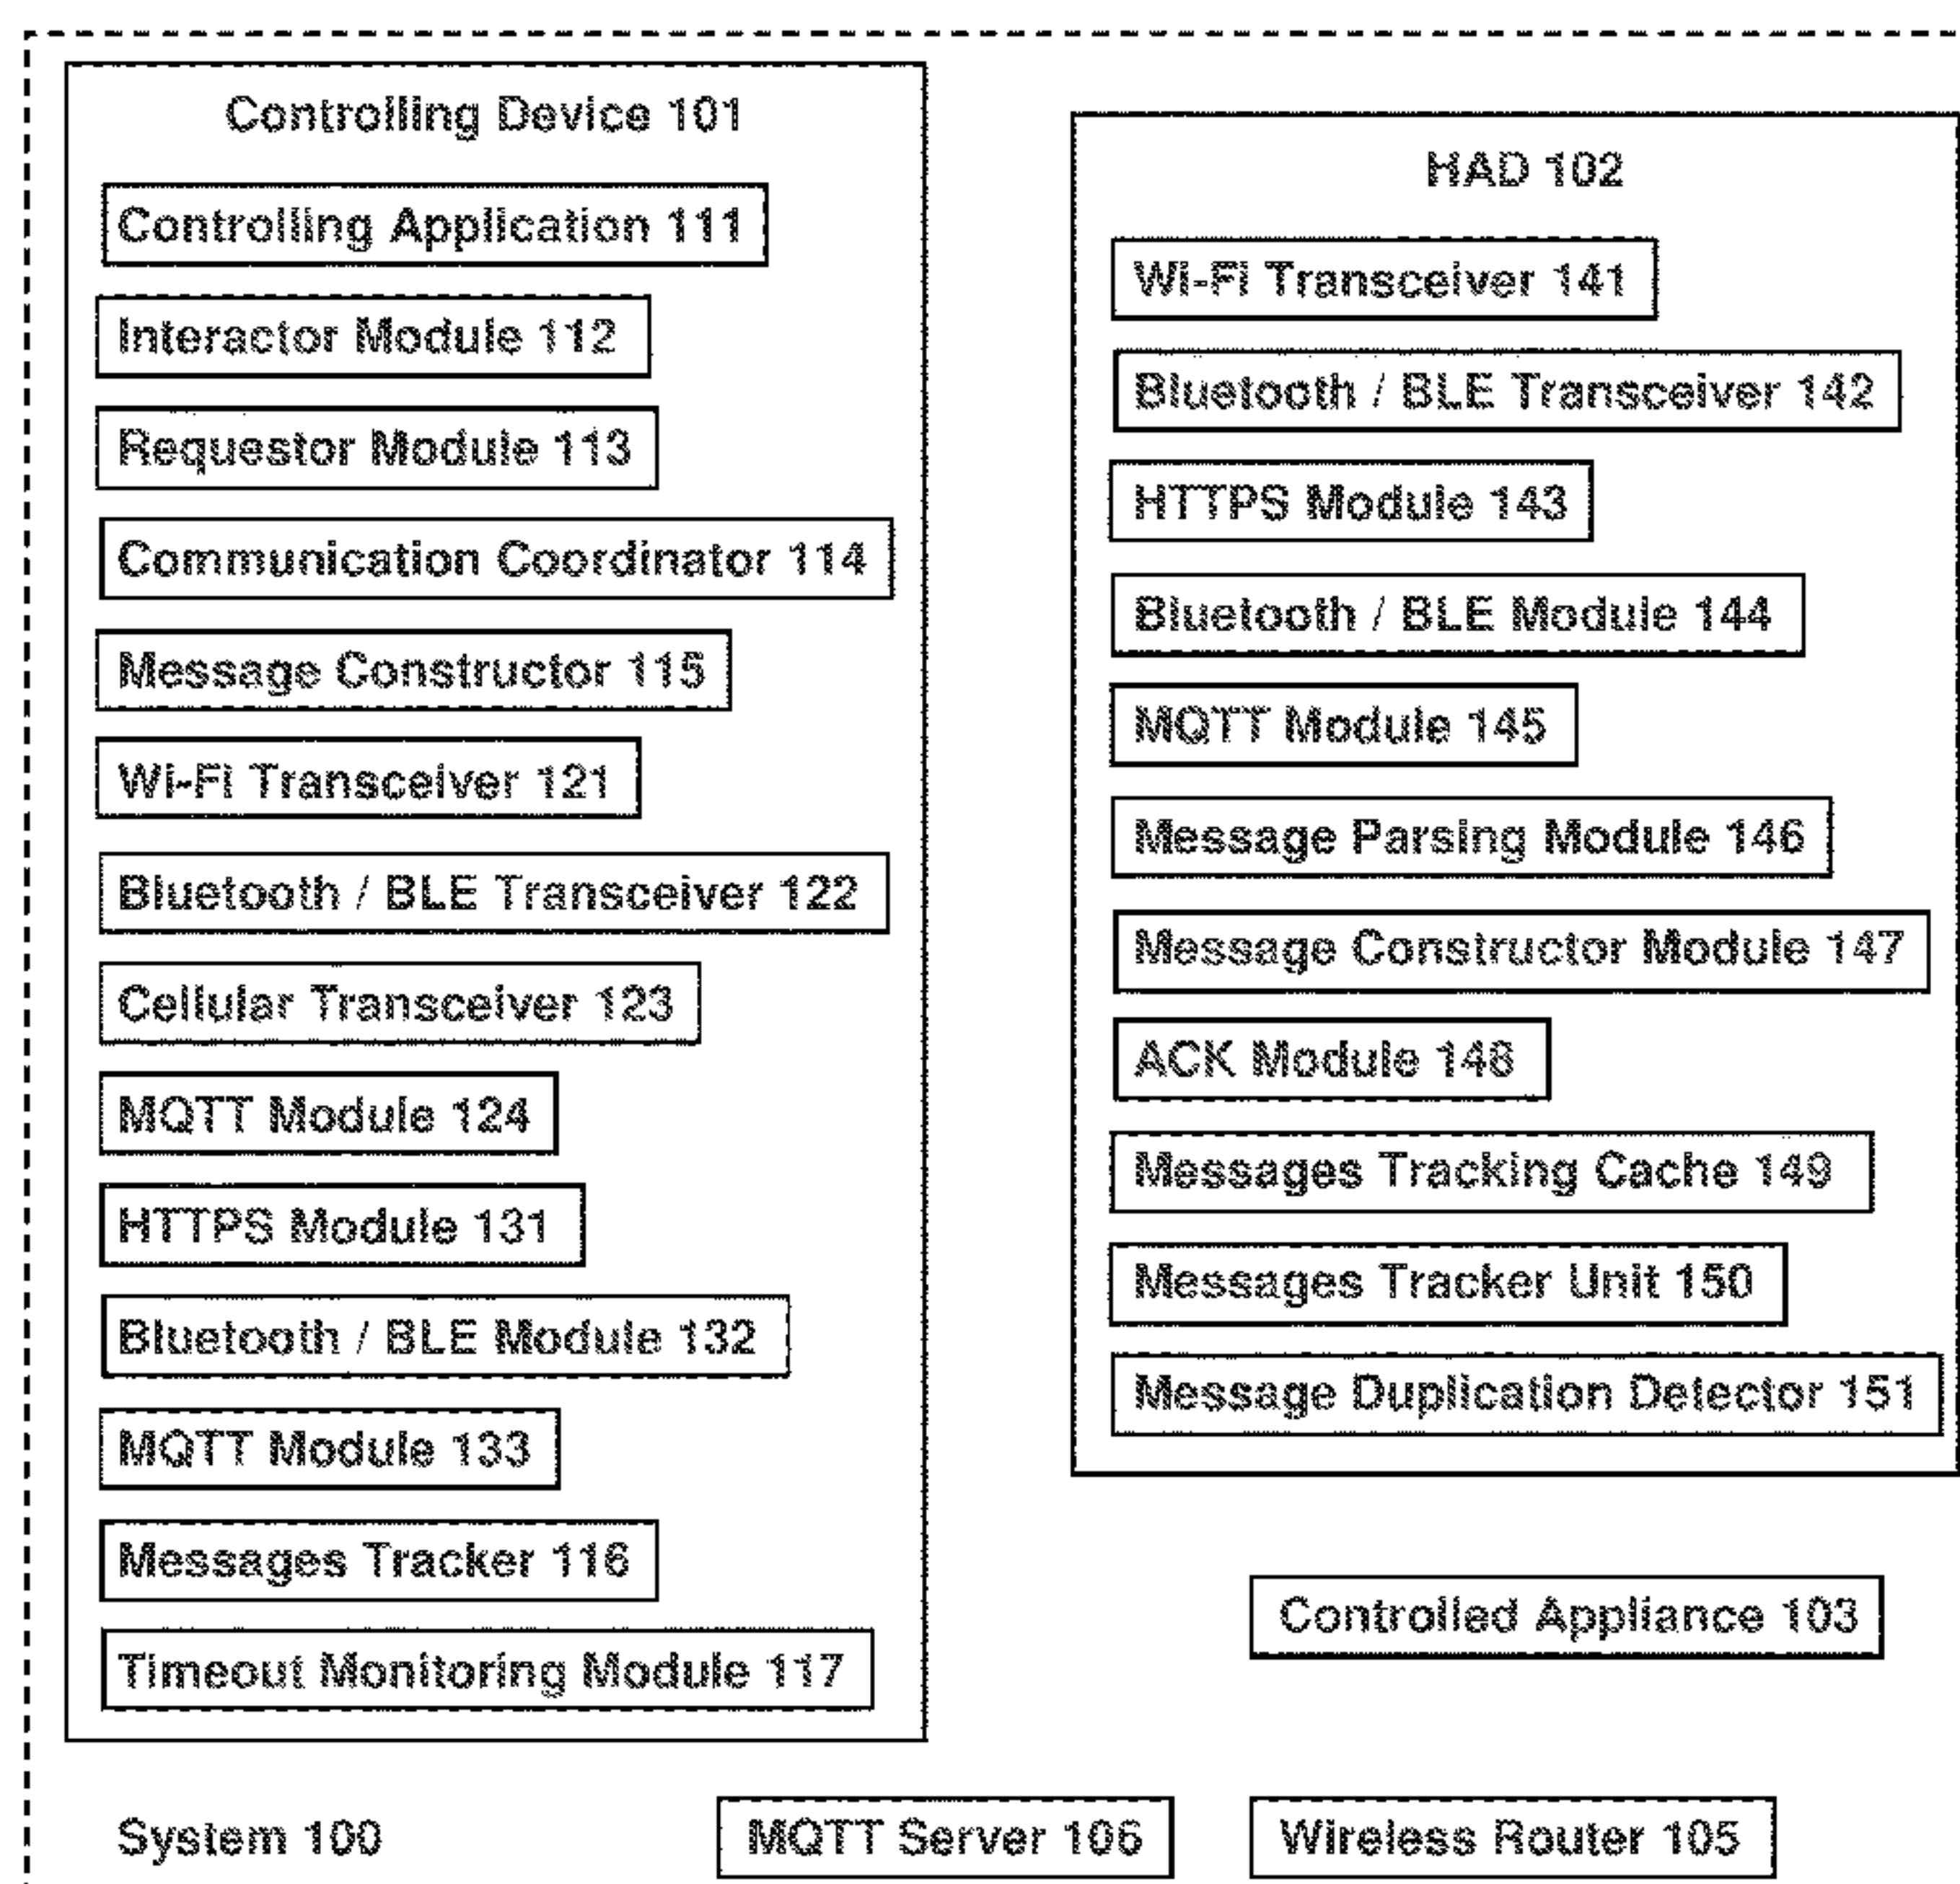 Controlling Device 101
Controlling Application 111
Interactor Module 112
Requestor Module 113
Communication Coordinator 114
Message Constructor 115
Wi-Fi Transceiver 121
Bluetooth / BLE Transceiver 122
Cellular Transceiver 123
MQTT Module 124
HTTPS Module 131
Bluetooth / BLE Module 132
MQTT Module 133
Messages Tracker 116
Timeout Monitoring Module 117
HAD 102
Wi-Fi Transceiver 141
Bluetooth / BLE Transceiver 142
HTTPS Module 143
Bluetooth / BLE Module 144
MQTT Module 145
Message Parsing Module 146
Message Constructor Module 147
ACK Module 148
Messages Tracking Cache 149
Messages Tracker Unit 150
Message Duplication Detector 151
Controlled Appliance 103
System 100
MQTT Server 106
Wireless Router 105